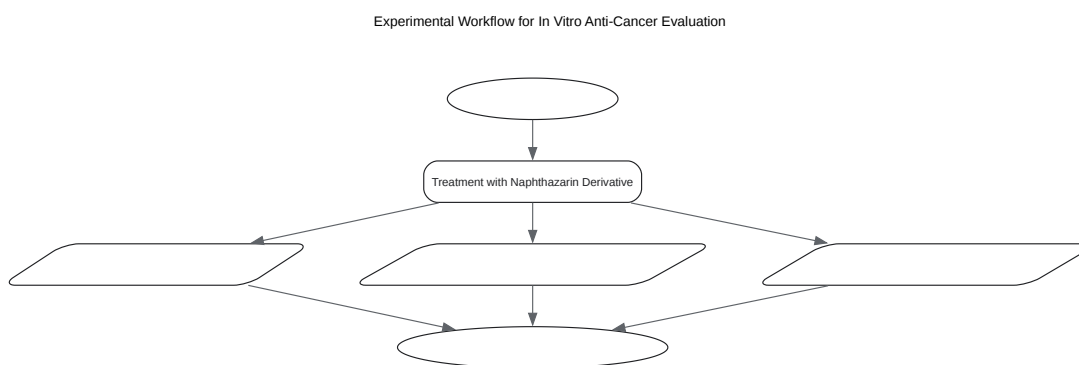 Experimental Workflow for In Vitro Anti-Cancer Evaluation
Treatment with Naphthazarin Derivative